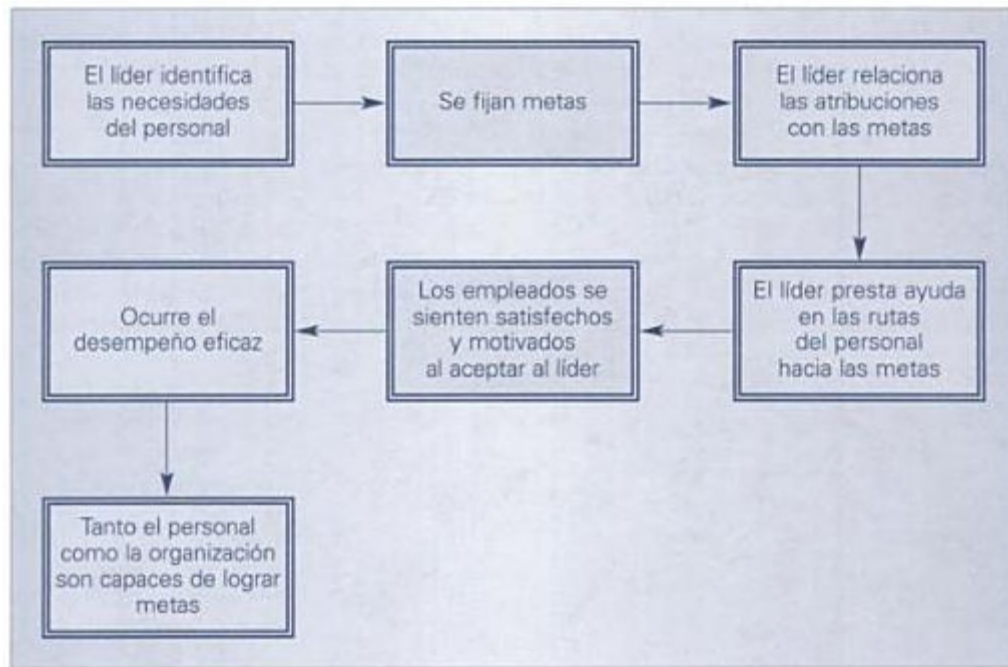 El líder identifica
las necesidades
del personal
Se fijan metas
El líder relaciona
las atribuciones
con las metas
El líder presta ayuda
en las rutas
del personal
hacia las metas
Los empleados se
sienten satisfechos
y motivados
al aceptar al líder
Ocurre el
desempeño eficaz
Tanto el personal
como la organización
son capaces de lograr
metas